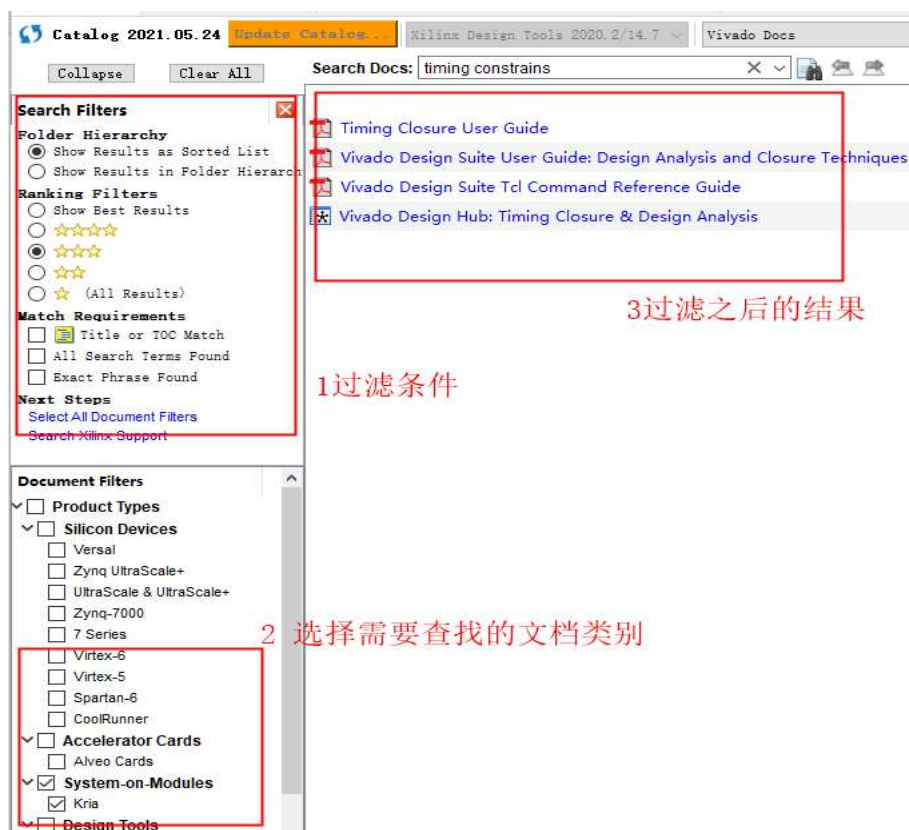 Catalog 2021.05.24 Update Catalog... Xilinx Design Tools 2020.2/14.7 Vivado Docs
Collapse Clear All Search Docs: timing constrains
Search Filters
Folder Hierarchy
Show Results as Sorted List
Show Results in Folder Hierarch
Ranking Filters
Show Best Results
(All Results)
Match Requirements
Title or TOC Match
All Search Terms Found
Exact Phrase Found
Next Steps
Select All Document Filters
Search Xilinx Support
Timing Closure User Guide
Vivado Design Suite User Guide: Design Analysis and Closure Techniques
Vivado Design Suite Tcl Command Reference Guide
Vivado Design Hub: Timing Closure & Design Analysis
3过滤之后的结果
1过滤条件
Document Filters
Product Types
Silicon Devices
Versal
Zynq UltraScale+
UltraScale & UltraScale+
Zynq-7000
7 Series
2 选择需要查找的文档类别
Virtex-6
Virtex-5
Spartan-6
CoolRunner
Accelerator Cards
Alveo Cards
System-on-Modules
Kria
Design Tools